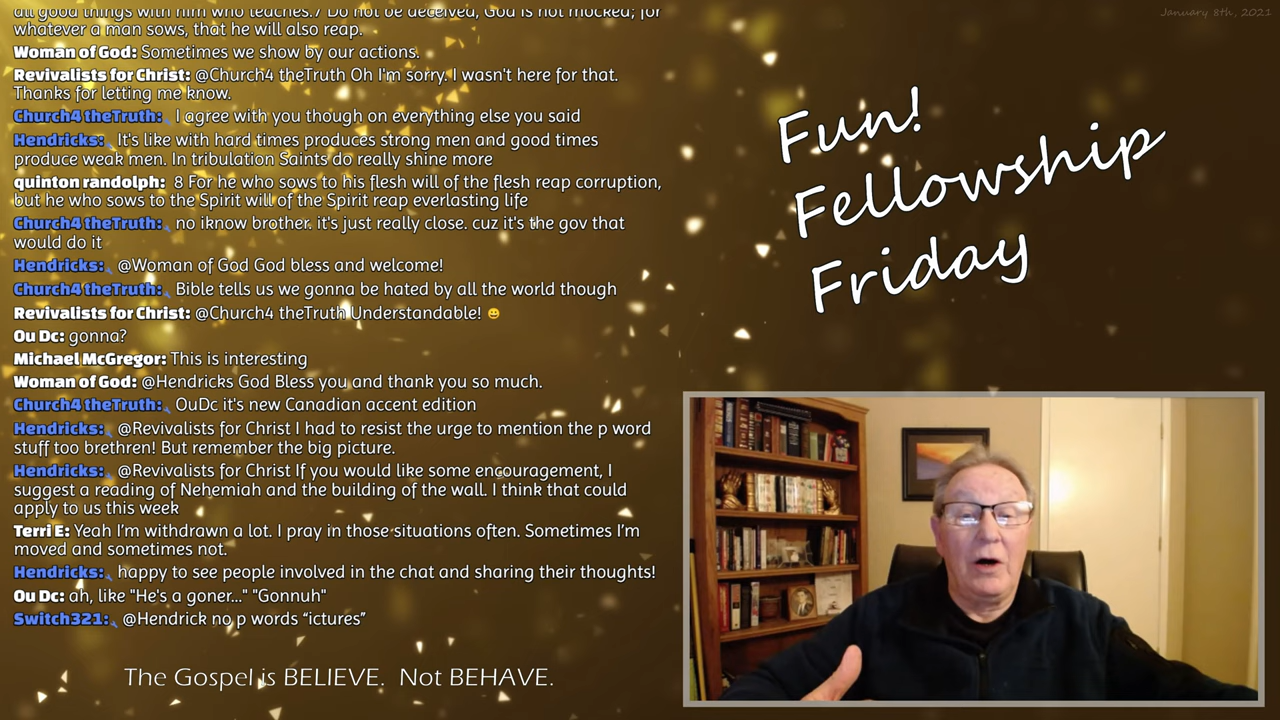 all good things with him who teaches.7 Do not be deceived, God is not mocked; for
whatever a man sows, that he will also reap.
Woman of God: Sometimes we show by our actions.
Revivalists for Christ: @Church4 theTruth Oh I'm sorry. I wasn't here for that.
Thanks for letting me know.
Church4 theTruth: I agree with you though on everything else you said
Hendricks: It's like with hard times produces strong men and good times
produce weak men. In tribulation Saints do really shine more
quinton randolph: 8 For he who sows to his flesh will of the flesh reap corruption,
but he who sows to the Spirit will of the Spirit reap everlasting life
Church4 theTruth: no iknow brother. it's just really close. cuz it's the gov that
would do it
Hendricks: @Woman of God God bless and welcome!
Church4 theTruth: Bible tells us we gonna be hated by all the world though
Revivalists for Christ: @Church4 theTruth Understandable! 😀
Ou Dc: gonna?
Michael McGregor: This is interesting
Woman of God: @Hendricks God Bless you and thank you so much.
Church4 theTruth: OuDc it's new Canadian accent edition
Hendricks: @Revivalists for Christ I had to resist the urge to mention the p word
stuff too brethren! But remember the big picture.
Hendricks: @Revivalists for Christ If you would like some encouragement, I
suggest a reading of Nehemiah and the building of the wall. I think that could
apply to us this week
Terri E: Yeah I'm withdrawn a lot. I pray in those situations often. Sometimes I'm
moved and sometimes not.
Hendricks: happy to see people involved in the chat and sharing their thoughts!
Ou Dc: ah, like "He's a goner..." "Gonnuh"
Switch321: @Hendrick no p words “ictures”
The Gospel is BELIEVE. Not BEHAVE.
January 8th, 2021
Fun!
Fellowship
Friday